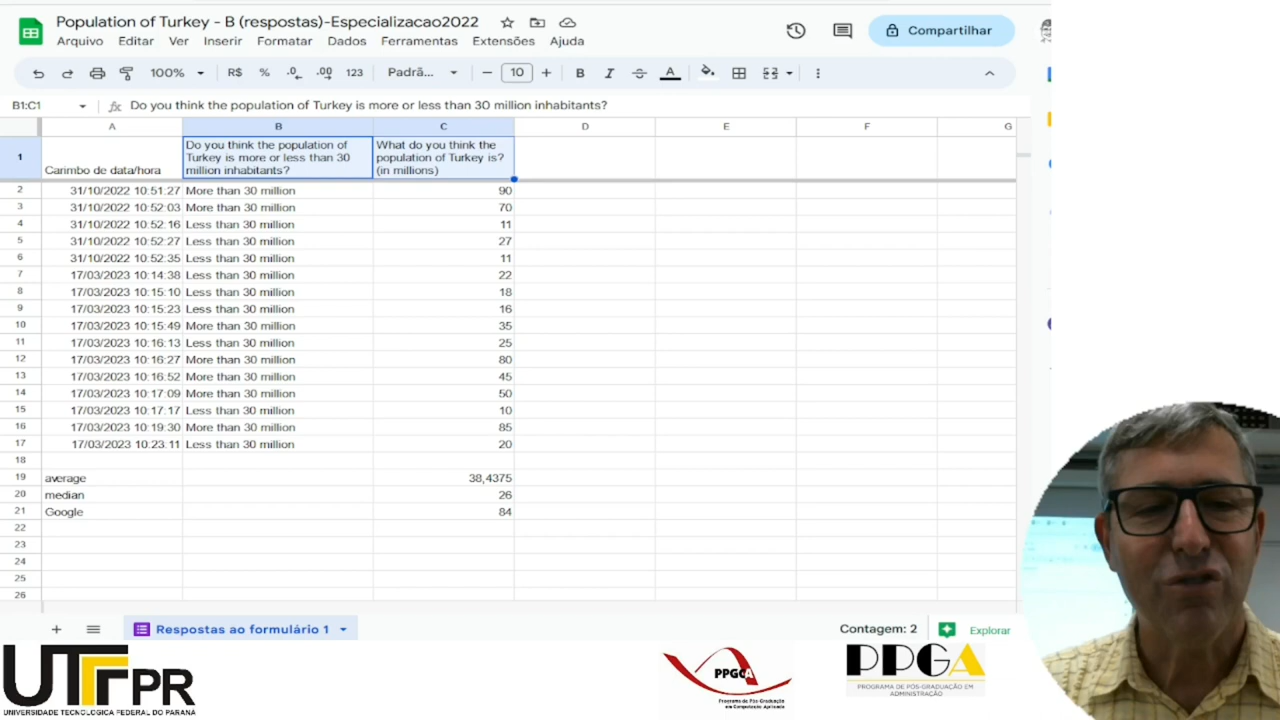 Population of Turkey - B (respostas)-Especializacao2022
Arquivo Editar Ver Inserir Formatar Dados Ferramentas Extensões Ajuda
Compartilhar
100% R$ % .0 .00 123 Padrã... 10 B I A
B1:C1 fx Do you think the population of Turkey is more or less than 30 million inhabitants?
A B C D E F G
1 Carimbo de data/hora
Do you think the population of
Turkey is more or less than 30
million inhabitants?
What do you think the
population of Turkey is?
(in millions)
2 31/10/2022 10:51:27 More than 30 million 90
3 31/10/2022 10:52:03 More than 30 million 70
4 31/10/2022 10:52:16 Less than 30 million 11
5 31/10/2022 10:52:27 Less than 30 million 27
6 31/10/2022 10:52:35 Less than 30 million 11
7 17/03/2023 10:14:38 Less than 30 million 22
8 17/03/2023 10:15:10 Less than 30 million 18
9 17/03/2023 10:15:23 Less than 30 million 16
10 17/03/2023 10:15:49 More than 30 million 35
11 17/03/2023 10:16:13 Less than 30 million 25
12 17/03/2023 10:16:27 More than 30 million 80
13 17/03/2023 10:16:52 More than 30 million 45
14 17/03/2023 10:17:09 More than 30 million 50
15 17/03/2023 10:17:17 Less than 30 million 10
16 17/03/2023 10:19:30 More than 30 million 85
17 17/03/2023 10:23:11 Less than 30 million 20
18
19 average 38,4375
20 median 26
21 Google 84
22
23
24
25
26
Respostas ao formulário 1
Contagem: 2
Explorar
UTFPR
UNIVERSIDADE TECNOLÓGICA FEDERAL DO PARANÁ
PPGCA
Programa de Pós-Graduação
em Computação Aplicada
PPGA
PROGRAMA DE PÓS-GRADUAÇÃO EM
ADMINISTRAÇÃO